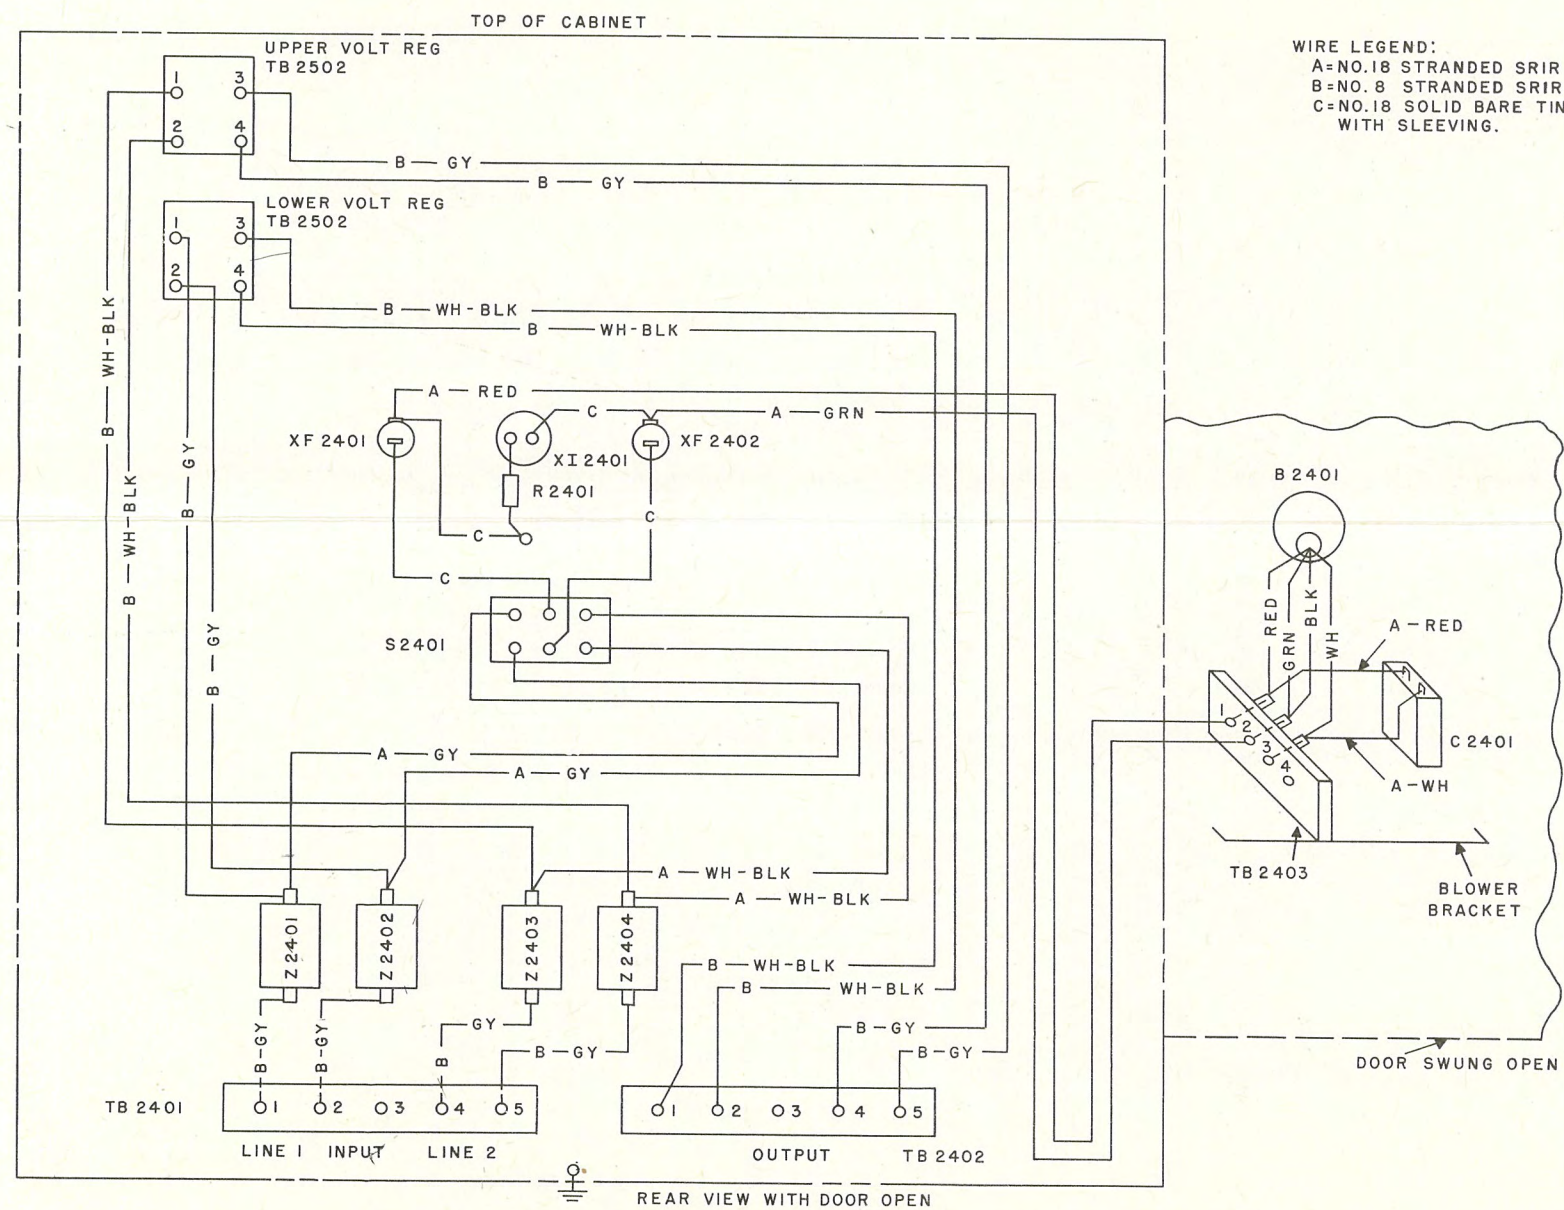 TOP OF CABINET
UPPER VOLT REG
TB 2502
1 3
2 4
WIRE LEGEND:
A=NO.18 STRANDED SRIR
B=NO.8 STRANDED SRIR
C=NO.18 SOLID BARE TIN
WITH SLEEVING.
B GY
B GY
LOWER VOLT REG
TB 2502
1 3
2 4
B WH-BLK
B WH-BLK
B WH-BLK
B WH-BLK
B GY
B GY
A RED
C
A GRN
XF 2401
XI 2401
XF 2402
R 2401
C
C
C
S 2401
B 2401
RED
GRN
BLK
WH
A-RED
C 2401
A-WH
1
2
3
4
TB 2403
BLOWER
BRACKET
A GY
A GY
A WH-BLK
A WH-BLK
Z 2401
Z 2402
Z 2403
Z 2404
B WH-BLK
B WH-BLK
B-GY
B-GY
B-GY
B-GY
B GY
B-GY
DOOR SWUNG OPEN
TB 2401
1 2 3 4 5
LINE 1 INPUT LINE 2
1 2 3 4 5
OUTPUT
TB 2402
REAR VIEW WITH DOOR OPEN